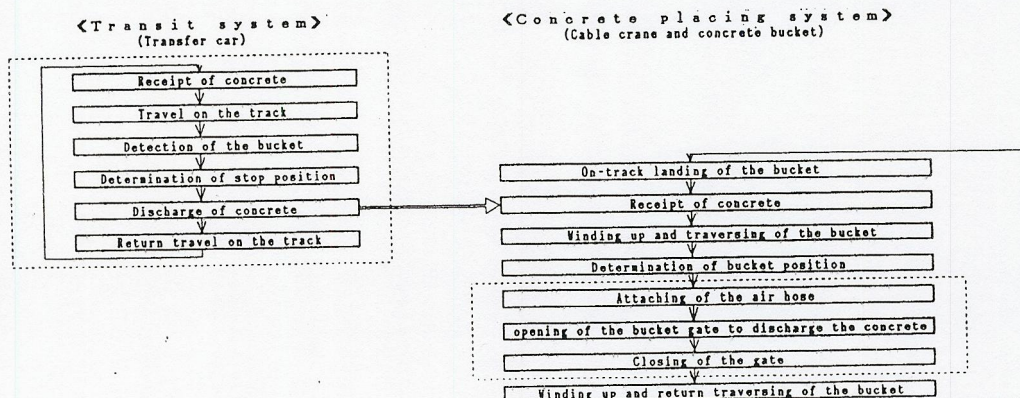 《Transit system》
(Transfer car)
Receipt of concrete
Travel on the track
Detection of the bucket
Determination of stop position
Discharge of concrete
Return travel on the track
《Concrete placing system》
(Cable crane and concrete bucket)
On-track landing of the bucket
Receipt of concrete
Winding up and traversing of the bucket
Determination of bucket position
Attaching of the air hose
opening of the bucket gate to discharge the concrete
Closing of the gate
Winding up and return traversing of the bucket